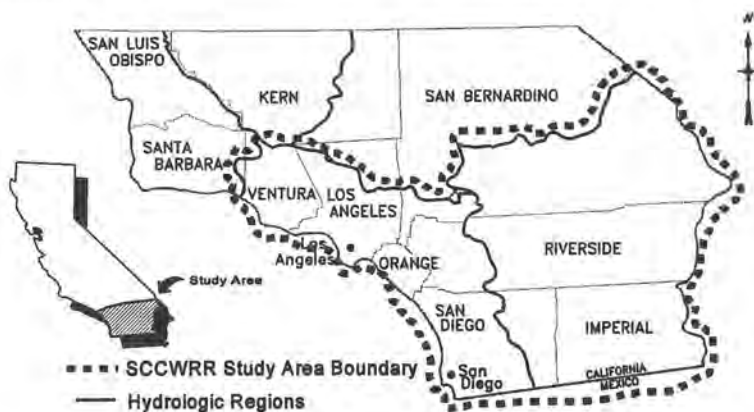 N
SAN LUIS
OBISPO
KERN
SAN BERNARDINO
SANTA
BARBARA
VENTURA
LOS
ANGELES
Los
Angeles
ORANGE
RIVERSIDE
Study Area
SAN
DIEGO
IMPERIAL
San
Diego
CALIFORNIA
MEXICO
SCCWRR Study Area Boundary
Hydrologic Regions